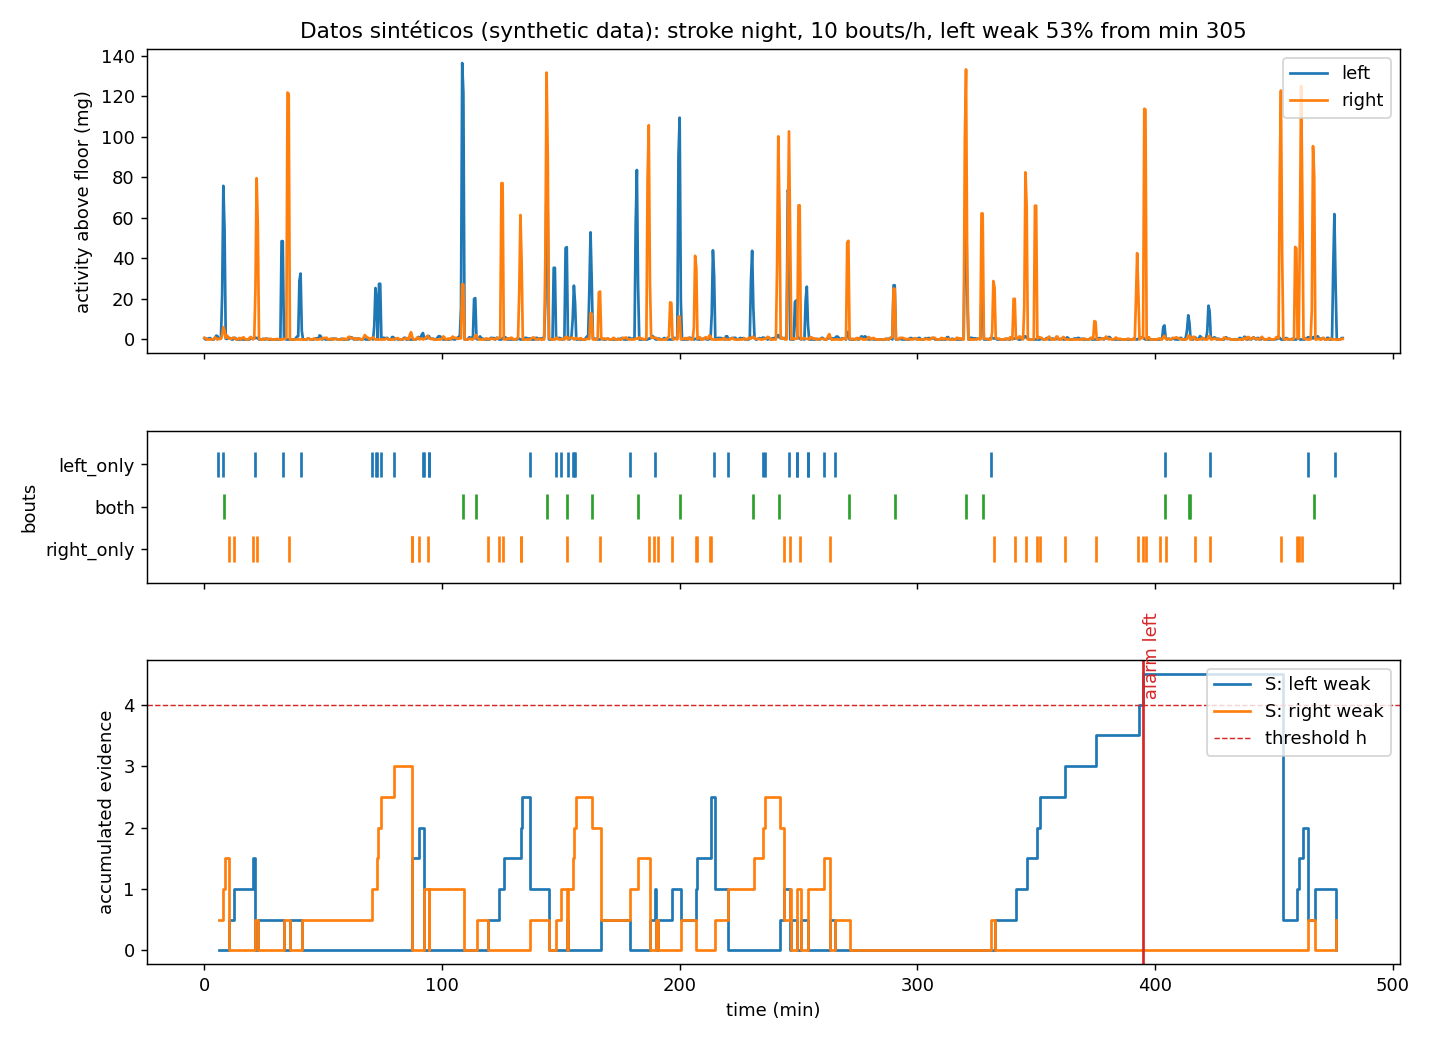 Datos sintéticos (synthetic data): stroke night, 10 bouts/h, left weak 53% from min 305
activity above floor (mg)
140
120
100
80
60
40
20
0
left
right
bouts
left_only
both
right_only
accumulated evidence
4
3
2
1
0
alarm left
S: left weak
S: right weak
threshold h
0
100
200
300
400
500
time (min)